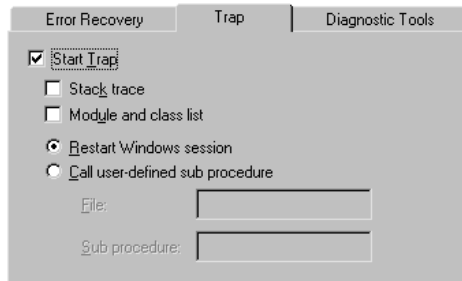 Error Recovery Trap Diagnostic Tools
Start Trap
Stack trace
Module and class list
Restart Windows session
Call user-defined sub procedure
File:
Sub procedure: